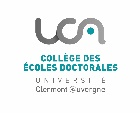 UCA
COLLÈGE DES
ÉCOLES DOCTORALES
UNIVERSITÉ
Clermont Auvergne